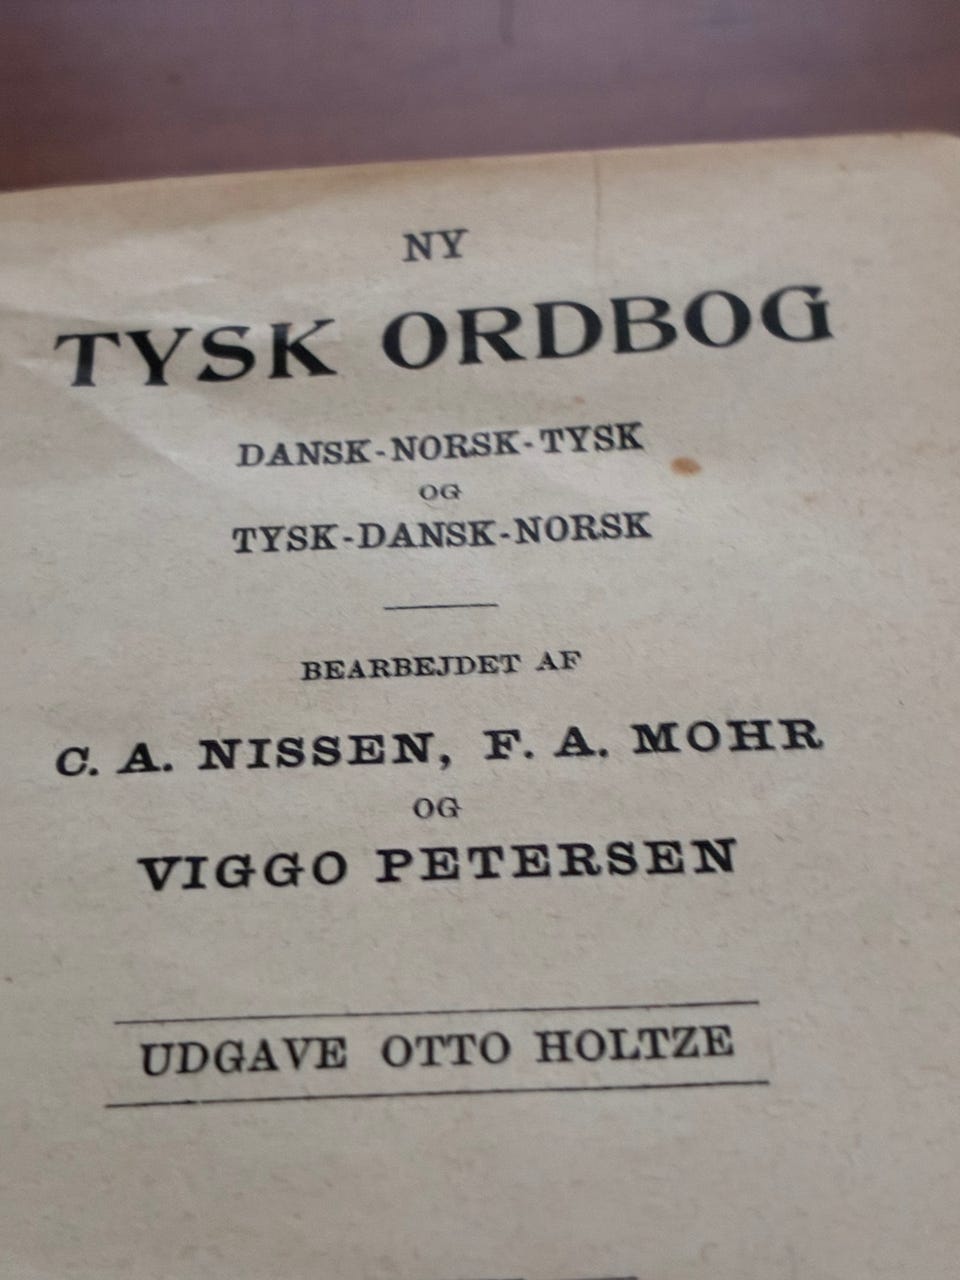 NY
TYSK ORDBOG
DANSK-NORSK-TYSK
OG
TYSK-DANSK-NORSK
BEARBEJDET AF
C. A. NISSEN, F. A. MOHR
OG
VIGGO PETERSEN
UDGAVE OTTO HOLTZE